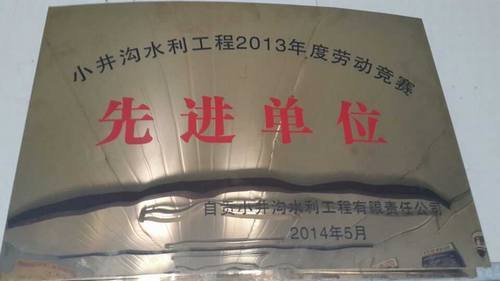 小井沟水利工程2013年度劳动竞赛
先进单位
自贡小井沟水利工程有限责任公司
2014年5月